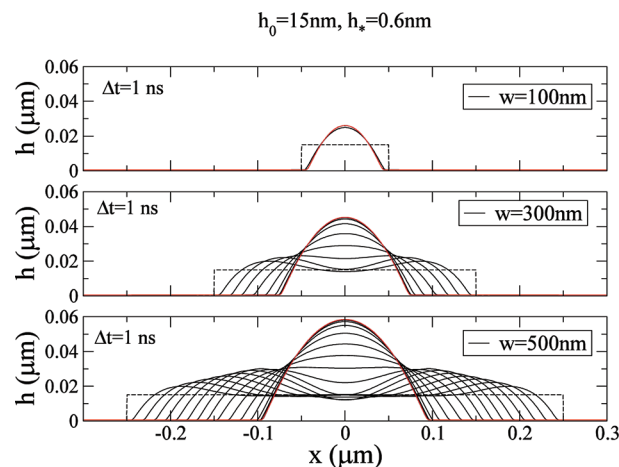 h₀=15nm, h*=0.6nm
0.06
0.04
0.02
0
h (μm)
Δt=1 ns
w=100nm
0.06
0.04
0.02
0
h (μm)
Δt=1 ns
w=300nm
0.06
0.04
0.02
0
h (μm)
Δt=1 ns
w=500nm
-0.2 -0.1 0 0.1 0.2 0.3
x (μm)